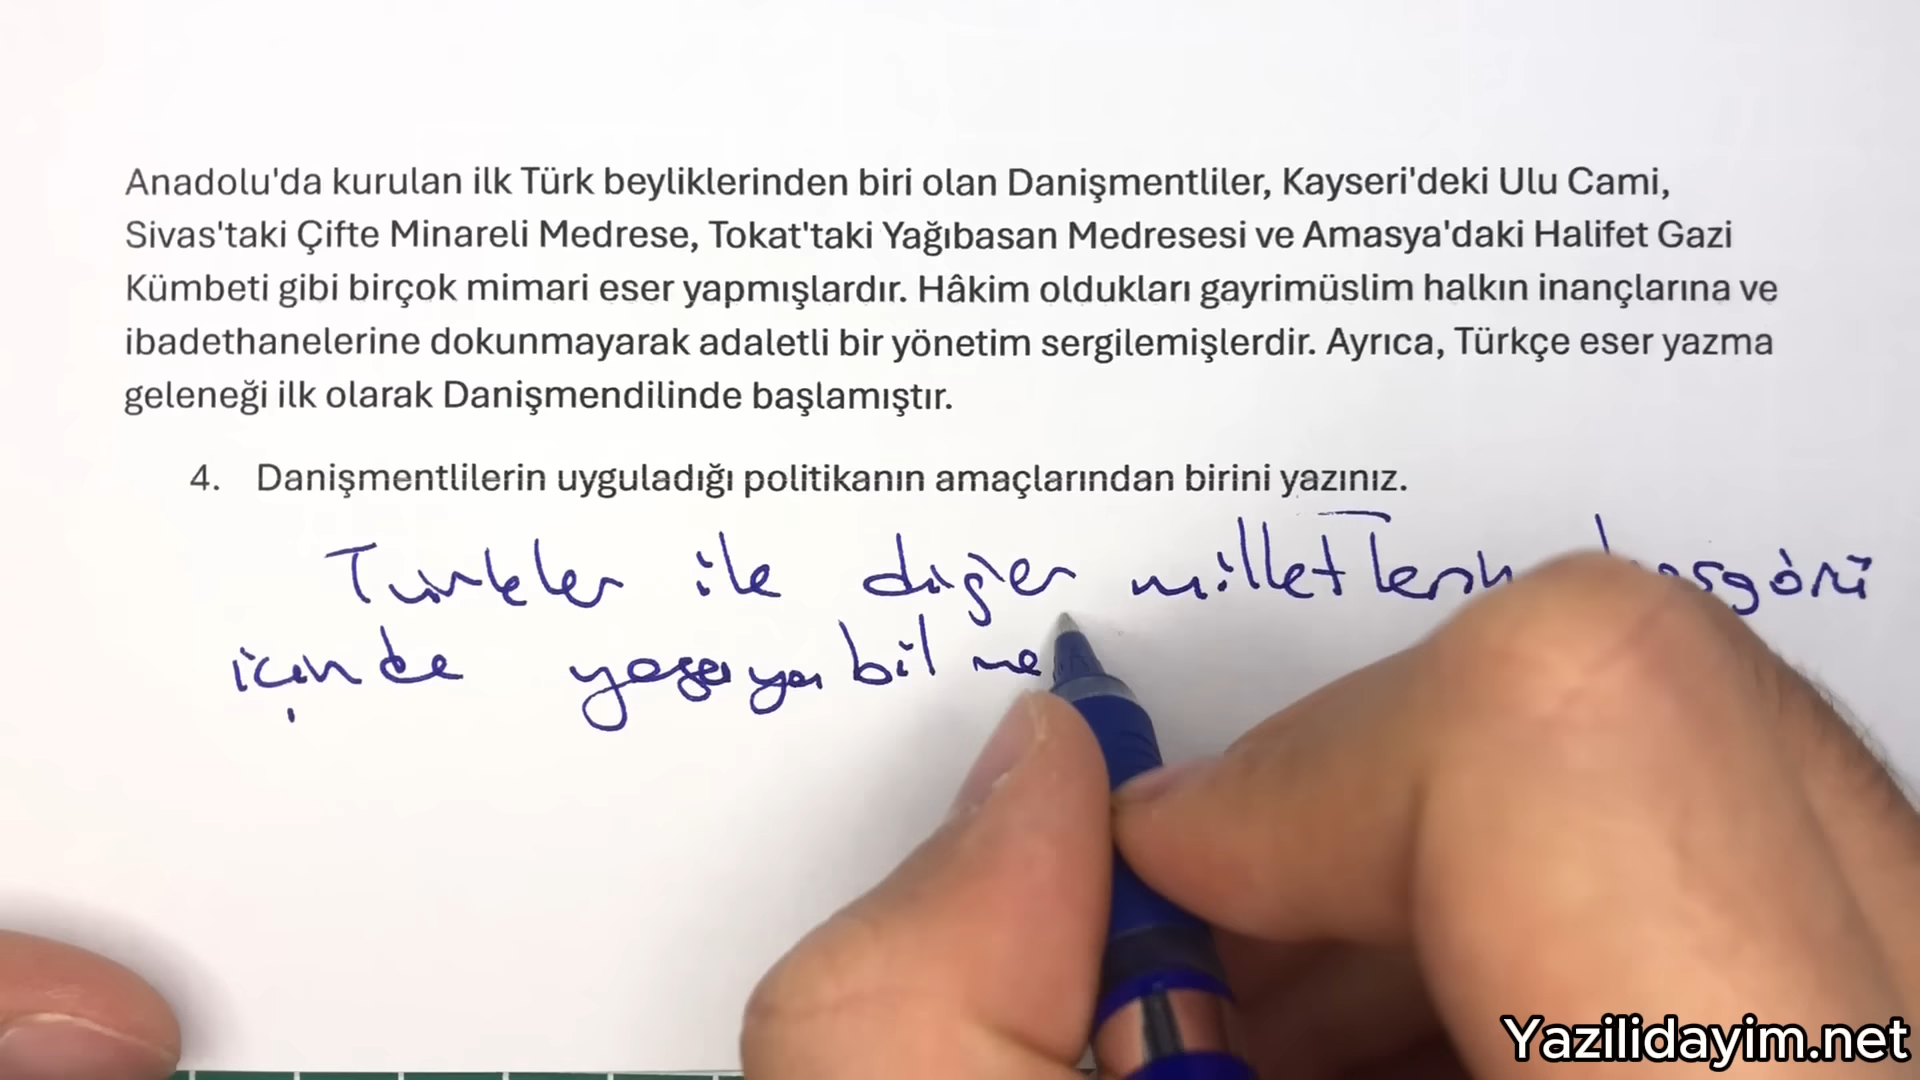 Anadolu'da kurulan ilk Türk beyliklerinden biri olan Danişmentliler, Kayseri'deki Ulu Cami,
Sivas'taki Çifte Minareli Medrese, Tokat'taki Yağıbasan Medresesi ve Amasya'daki Halifet Gazi
Kümbeti gibi birçok mimari eser yapmışlardır. Hâkim oldukları gayrimüslim halkın inançlarına ve
ibadethanelerine dokunmayarak adaletli bir yönetim sergilemişlerdir. Ayrıca, Türkçe eser yazma
geleneği ilk olarak Danişmendilinde başlamıştır.
4. Danişmentlilerin uyguladığı politikanın amaçlarından birini yazınız.
Türkler ile diğer milletlerin
içinde yaşayabilme
Yazilidayim.net